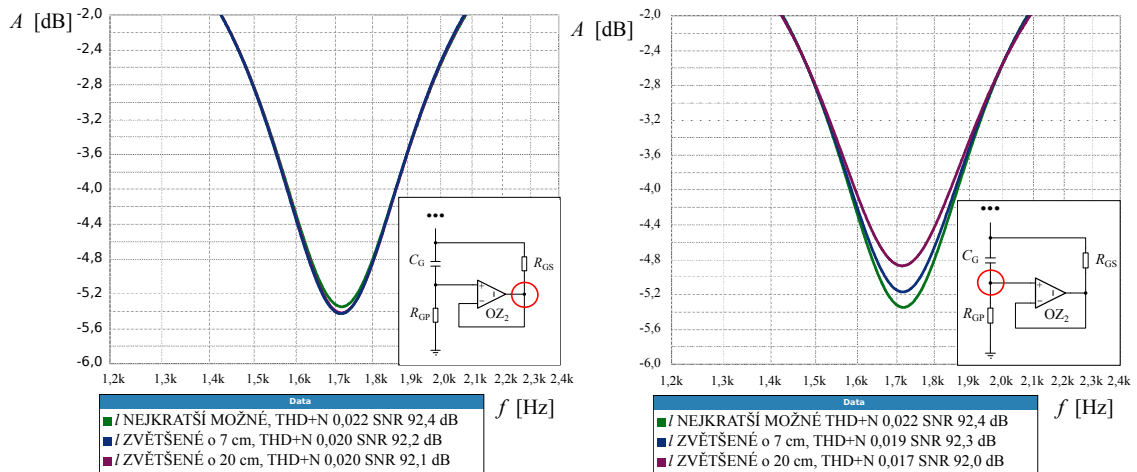 A [dB]
-2,0
-2,4
-2,8
-3,2
-3,6
-4,0
-4,4
-4,8
-5,2
-5,6
-6,0
1,2k 1,3k 1,4k 1,5k 1,6k 1,7k 1,8k 1,9k 2,0k 2,1k 2,2k 2,4k
f [Hz]
CG
RGS
RGP
OZ2
+
−
Data
l NEJKRATŠÍ MOŽNÉ, THD+N 0,022 SNR 92,4 dB
l ZVĚTŠENÉ o 7 cm, THD+N 0,020 SNR 92,2 dB
l ZVĚTŠENÉ o 20 cm, THD+N 0,020 SNR 92,1 dB
A [dB]
-2,0
-2,4
-2,8
-3,2
-3,6
-4,0
-4,4
-4,8
-5,2
-5,6
-6,0
1,2k 1,3k 1,4k 1,5k 1,6k 1,7k 1,8k 1,9k 2,0k 2,1k 2,2k 2,3k 2,4k
f [Hz]
CG
RGS
RGP
OZ2
+
−
Data
l NEJKRATŠÍ MOŽNÉ THD+N 0,022 SNR 92,4 dB
l ZVĚTŠENÉ o 7 cm, THD+N 0,019 SNR 92,3 dB
l ZVĚTŠENÉ o 20 cm, THD+N 0,017 SNR 92,0 dB